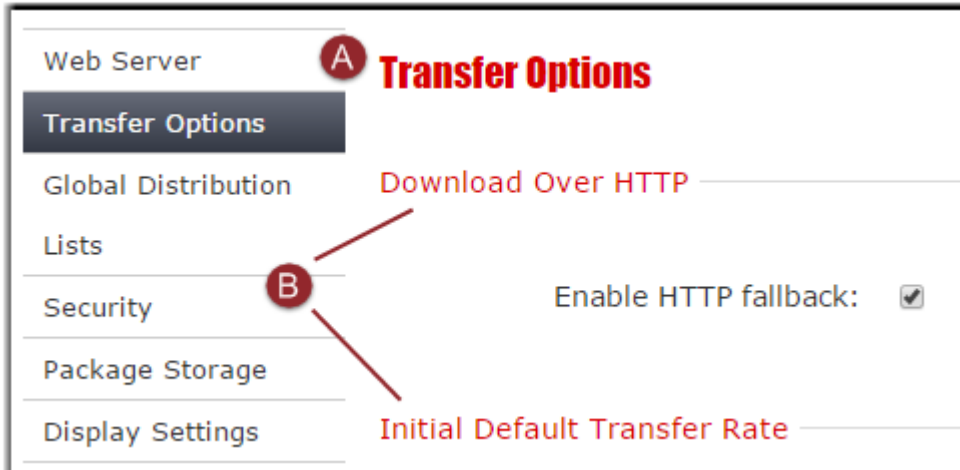 Web Server
Transfer Options
Global Distribution
Lists
Security
Package Storage
Display Settings
A
Transfer Options
Download Over HTTP
B
Enable HTTP fallback:
Initial Default Transfer Rate